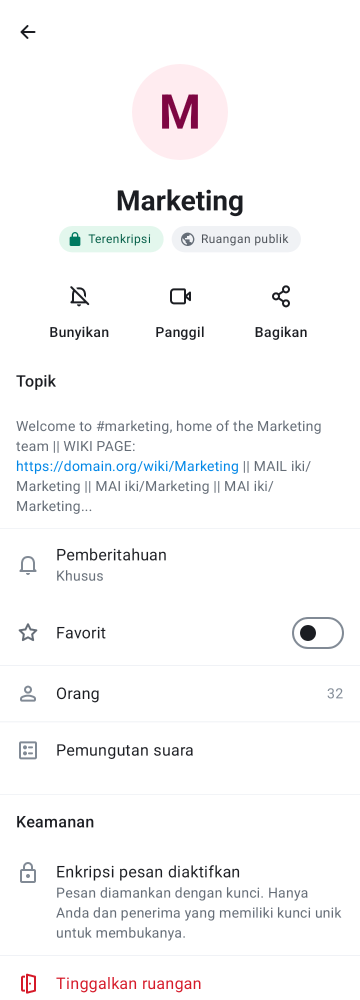 M
Marketing
Terenkripsi
Ruangan publik
Bunyikan
Panggil
Bagikan
Topik
Welcome to #marketing, home of the Marketing
team || WIKI PAGE:
https://domain.org/wiki/Marketing || MAIL iki/
Marketing || MAI iki/Marketing || MAI iki/
Marketing...
Pemberitahuan
Khusus
Favorit
Orang
32
Pemungutan suara
Keamanan
Enkripsi pesan diaktifkan
Pesan diamankan dengan kunci. Hanya
Anda dan penerima yang memiliki kunci unik
untuk membukanya.
Tinggalkan ruangan